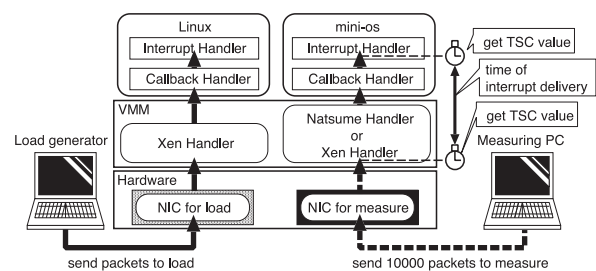 Linux
mini-os
Interrupt Handler
Interrupt Handler
get TSC value
Callback Handler
Callback Handler
time of
interrupt delivery
VMM
Natsume Handler
or
Xen Handler
Xen Handler
get TSC value
Load generator
Measuring PC
Hardware
NIC for load
NIC for measure
send packets to load
send 10000 packets to measure